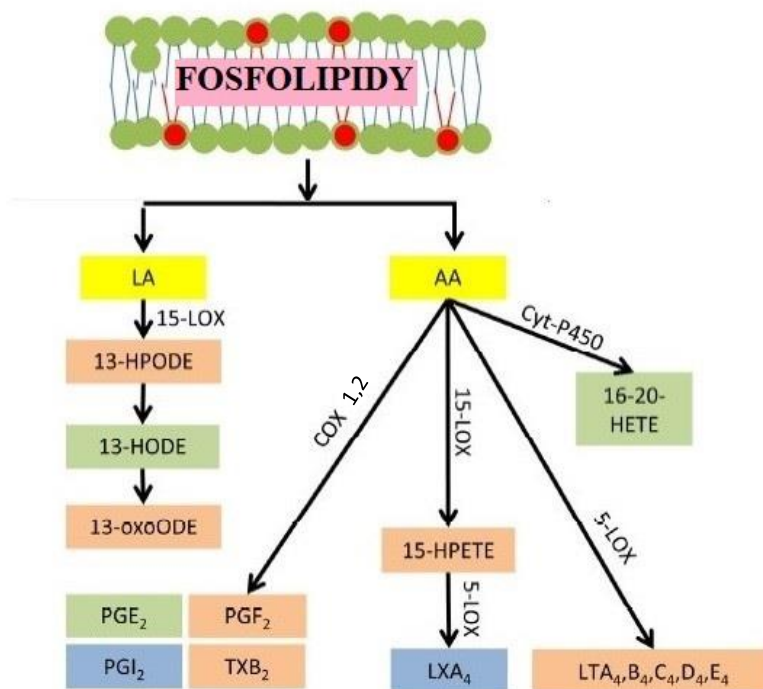 FOSFOLIPIDY
LA
AA
15-LOX
Cyt-P450
13-HPODE
16-20-
HETE
COX 1,2
15-LOX
13-HODE
5-LOX
13-oxoODE
15-HPETE
5-LOX
PGE₂
PGF₂
PGI₂
TXB₂
LXA₄
LTA₄,B₄,C₄,D₄,E₄